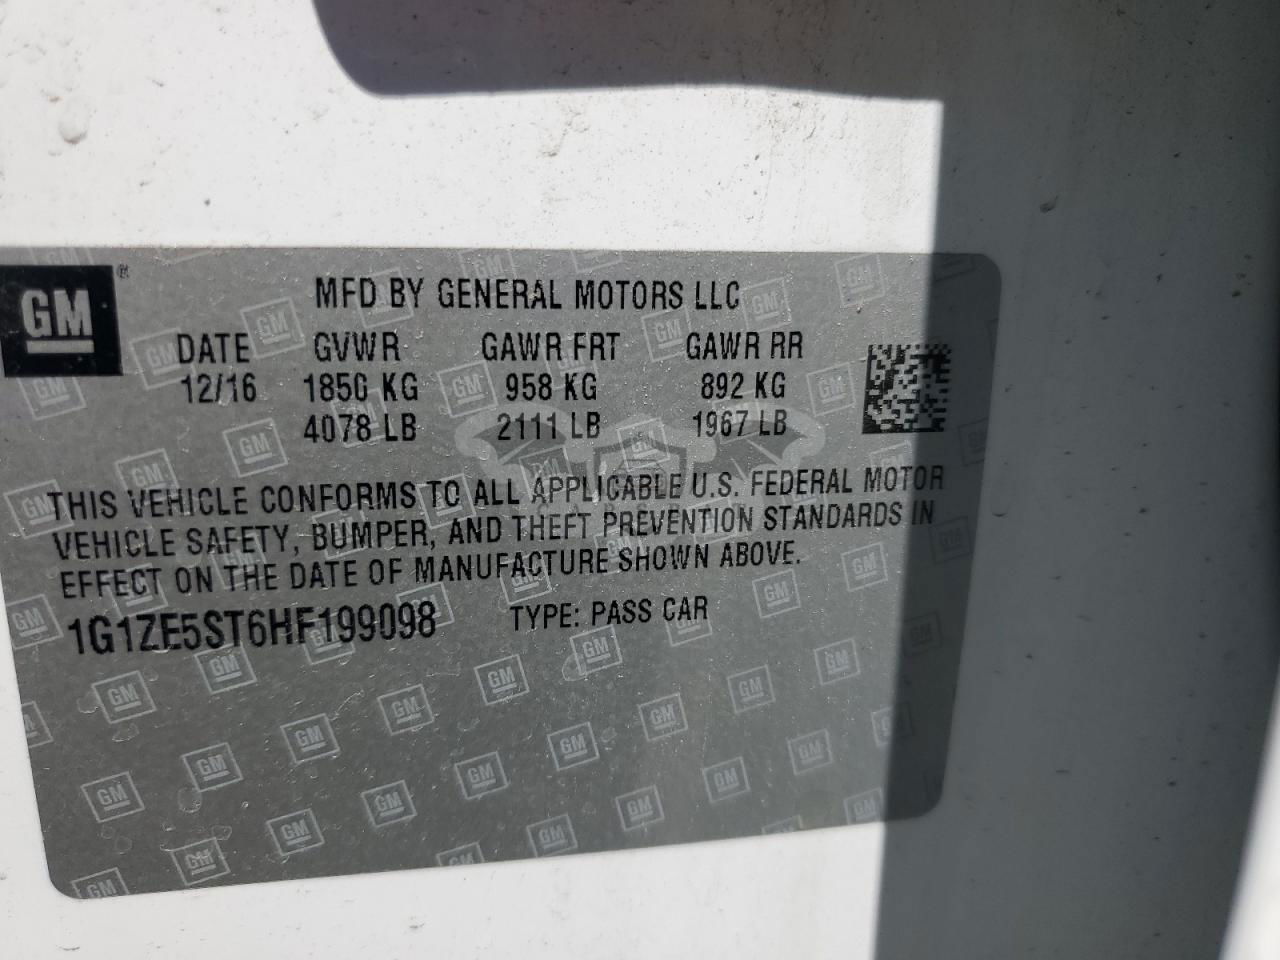 GM®
MFD BY GENERAL MOTORS LLC
DATE GVWR GAWR FRT GAWR RR
12/16 1850 KG 958 KG 892 KG
4078 LB 2111 LB 1967 LB
THIS VEHICLE CONFORMS TO ALL APPLICABLE U.S. FEDERAL MOTOR
VEHICLE SAFETY, BUMPER, AND THEFT PREVENTION STANDARDS IN
EFFECT ON THE DATE OF MANUFACTURE SHOWN ABOVE.
1G1ZE5ST6HF199098 TYPE: PASS CAR